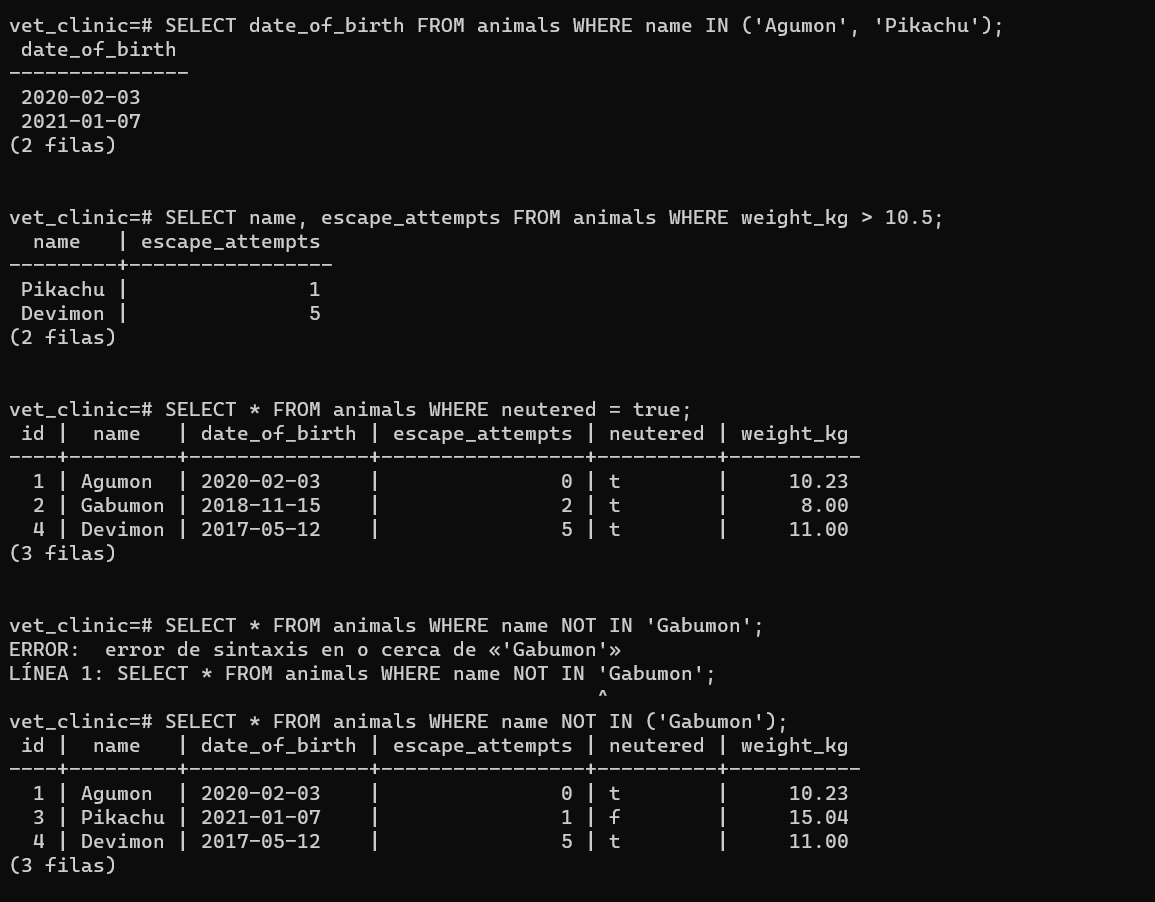 vet_clinic=# SELECT date_of_birth FROM animals WHERE name IN ('Agumon', 'Pikachu');
 date_of_birth
---------------
 2020-02-03
 2021-01-07
(2 filas)


vet_clinic=# SELECT name, escape_attempts FROM animals WHERE weight_kg > 10.5;
  name   | escape_attempts
---------+-----------------
 Pikachu |               1
 Devimon |               5
(2 filas)


vet_clinic=# SELECT * FROM animals WHERE neutered = true;
 id |  name   | date_of_birth | escape_attempts | neutered | weight_kg
----+---------+---------------+-----------------+----------+-----------
  1 | Agumon  | 2020-02-03    |               0 | t        |     10.23
  2 | Gabumon | 2018-11-15    |               2 | t        |      8.00
  4 | Devimon | 2017-05-12    |               5 | t        |     11.00
(3 filas)


vet_clinic=# SELECT * FROM animals WHERE name NOT IN 'Gabumon';
ERROR:  error de sintaxis en o cerca de «'Gabumon'»
LÍNEA 1: SELECT * FROM animals WHERE name NOT IN 'Gabumon';
                                                 ^
vet_clinic=# SELECT * FROM animals WHERE name NOT IN ('Gabumon');
 id |  name   | date_of_birth | escape_attempts | neutered | weight_kg
----+---------+---------------+-----------------+----------+-----------
  1 | Agumon  | 2020-02-03    |               0 | t        |     10.23
  3 | Pikachu | 2021-01-07    |               1 | f        |     15.04
  4 | Devimon | 2017-05-12    |               5 | t        |     11.00
(3 filas)